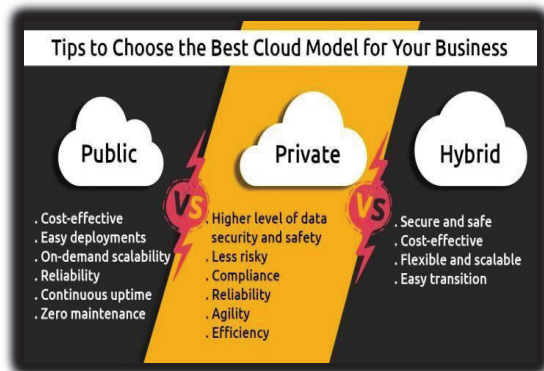 Tips to Choose the Best Cloud Model for Your Business
Public
VS
Private
VS
Hybrid
. Cost-effective
. Easy deployments
. On-demand scalability
. Reliability
. Continuous uptime
. Zero maintenance
. Higher level of data
security and safety
. Less risky
. Compliance
. Reliability
. Agility
. Efficiency
. Secure and safe
. Cost-effective
. Flexible and scalable
. Easy transition